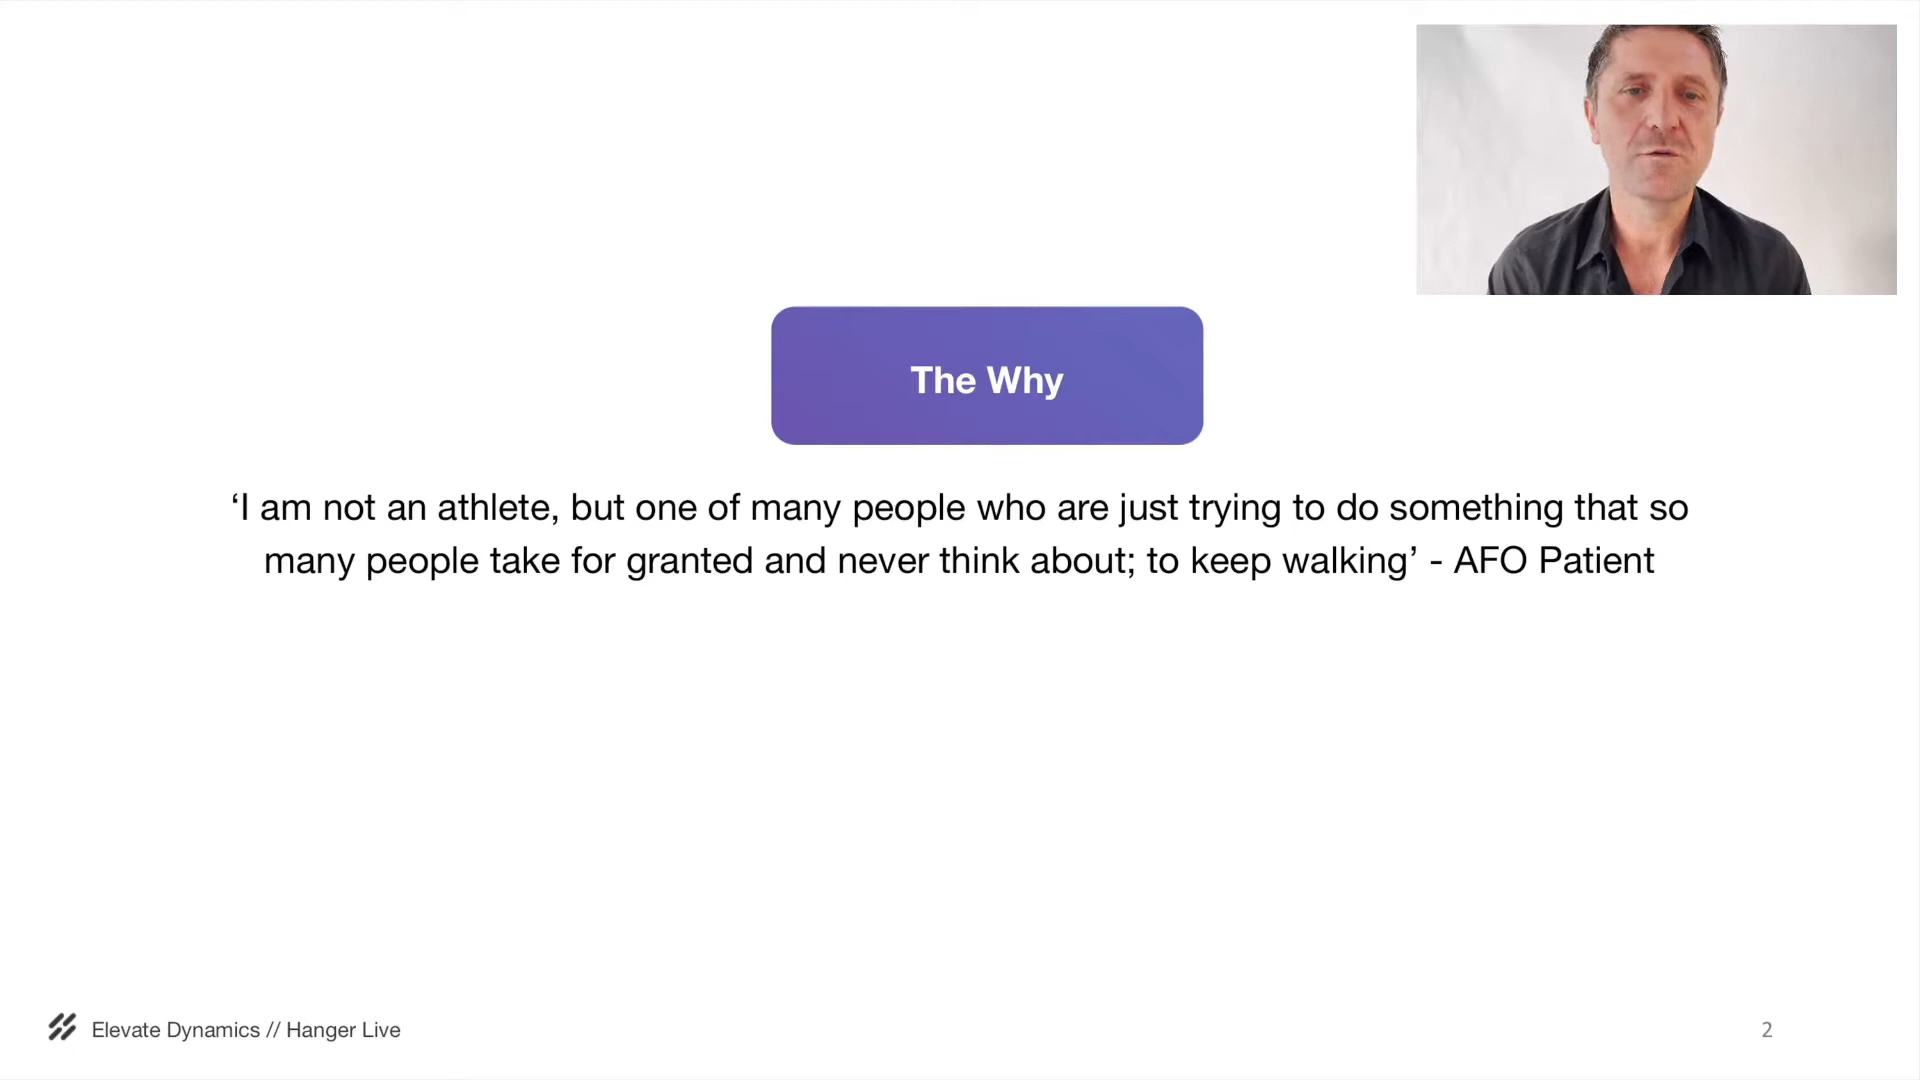 The Why
‘I am not an athlete, but one of many people who are just trying to do something that so
many people take for granted and never think about; to keep walking’ - AFO Patient
Elevate Dynamics // Hanger Live
2